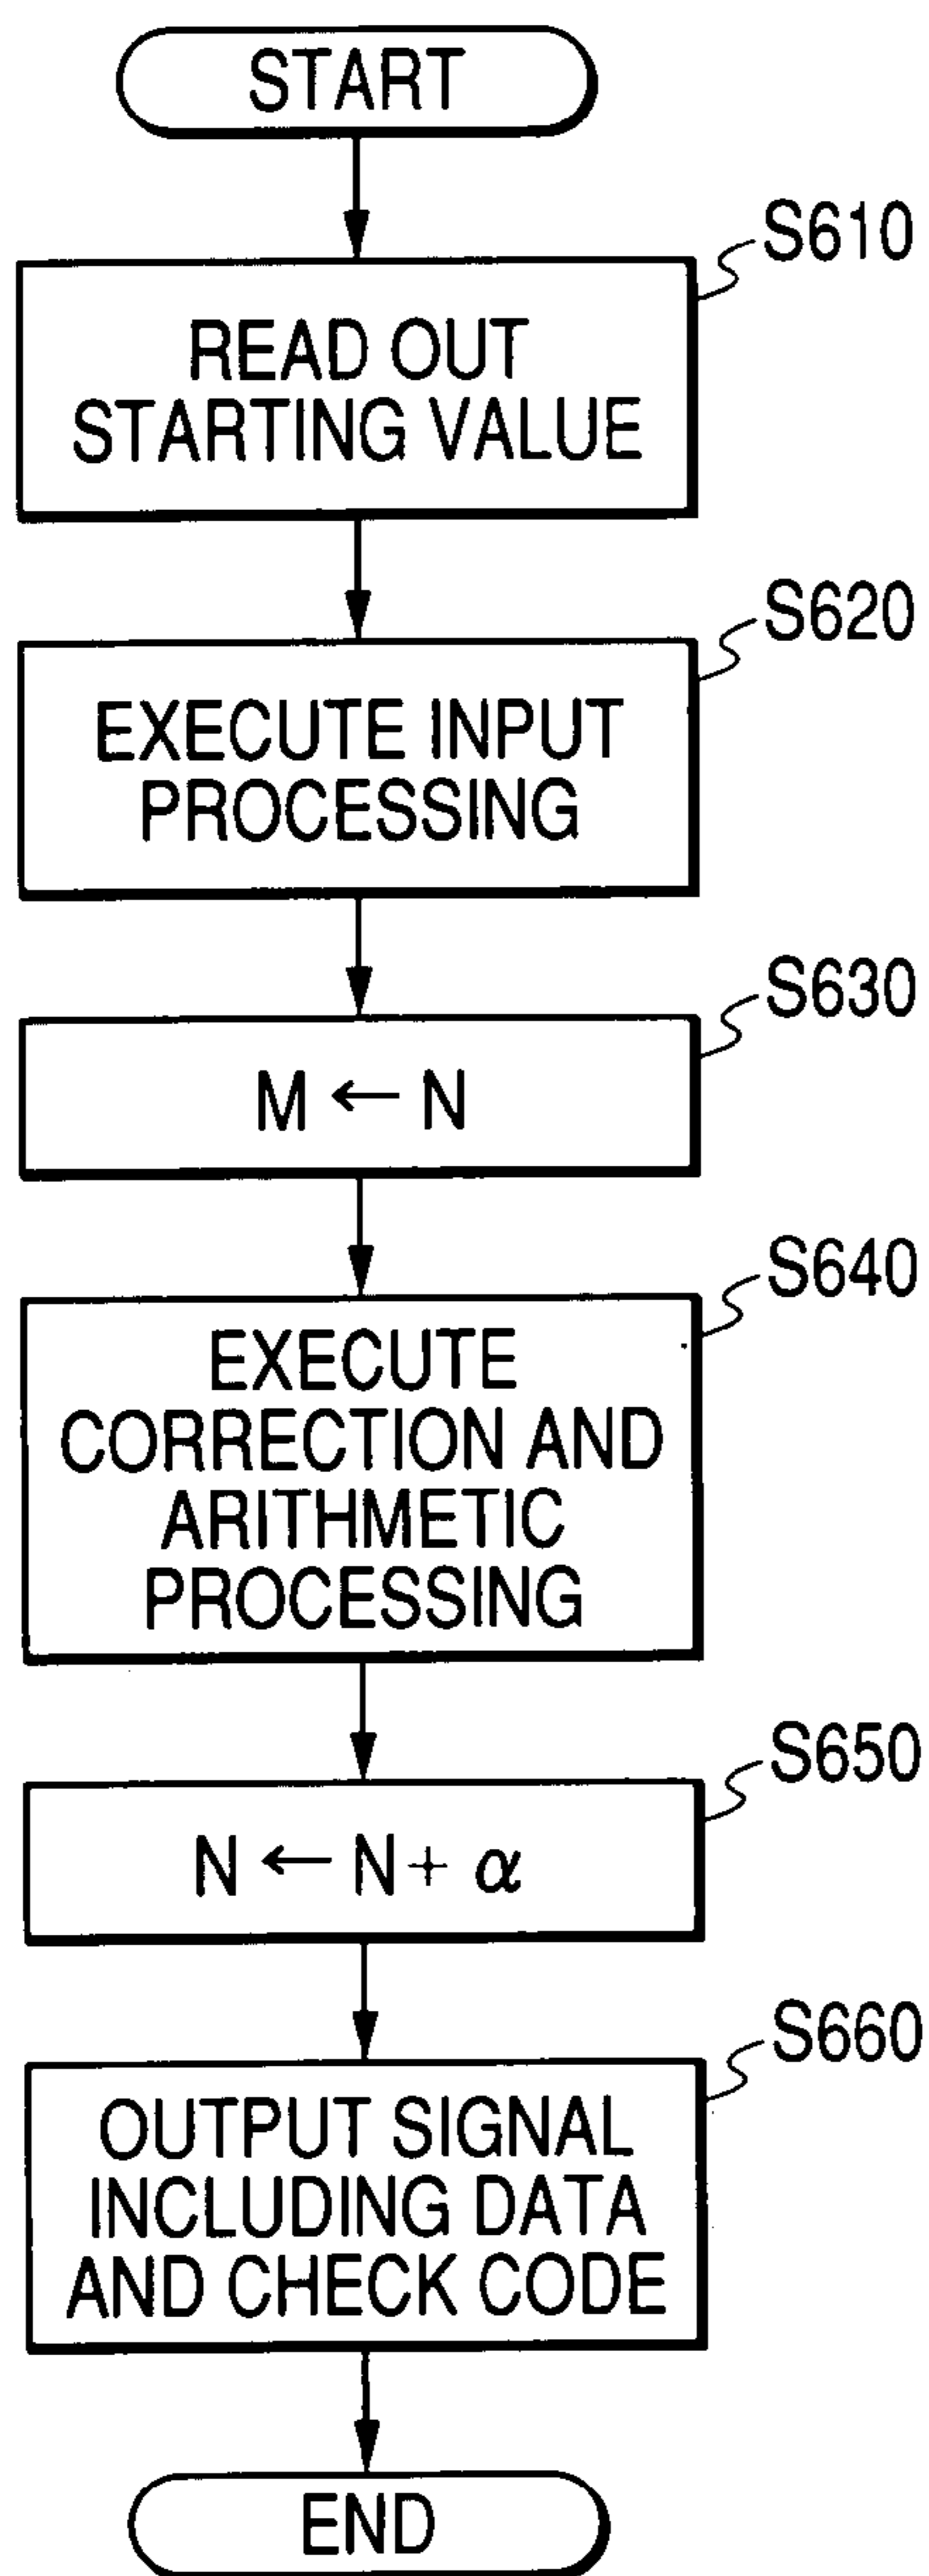 START
S610
READ OUT
STARTING VALUE
S620
EXECUTE INPUT
PROCESSING
S630
M ← N
S640
EXECUTE
CORRECTION AND
ARITHMETIC
PROCESSING
S650
N ← N + α
S660
OUTPUT SIGNAL
INCLUDING DATA
AND CHECK CODE
END